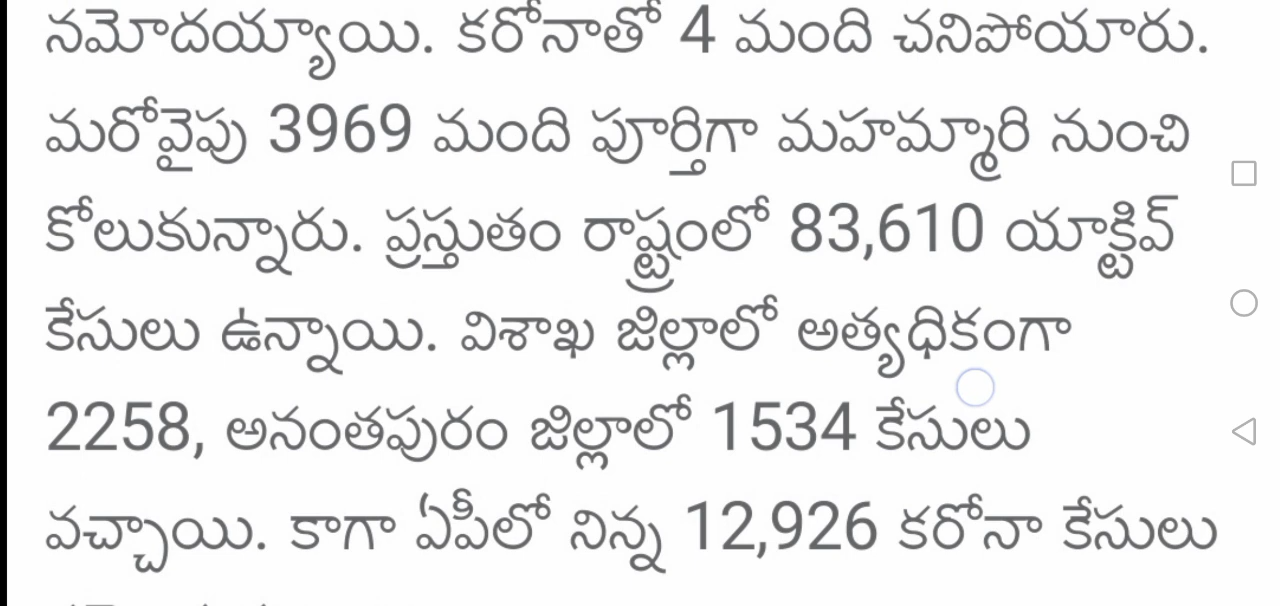 నమోదయ్యాయి. కరోనాతో 4 మంది చనిపోయారు.
మరోవైపు 3969 మంది పూర్తిగా మహమ్మారి నుంచి
కోలుకున్నారు. ప్రస్తుతం రాష్ట్రంలో 83,610 యాక్టివ్
కేసులు ఉన్నాయి. విశాఖ జిల్లాలో అత్యధికంగా
2258, అనంతపురం జిల్లాలో 1534 కేసులు
వచ్చాయి. కాగా ఏపీలో నిన్న 12,926 కరోనా కేసులు